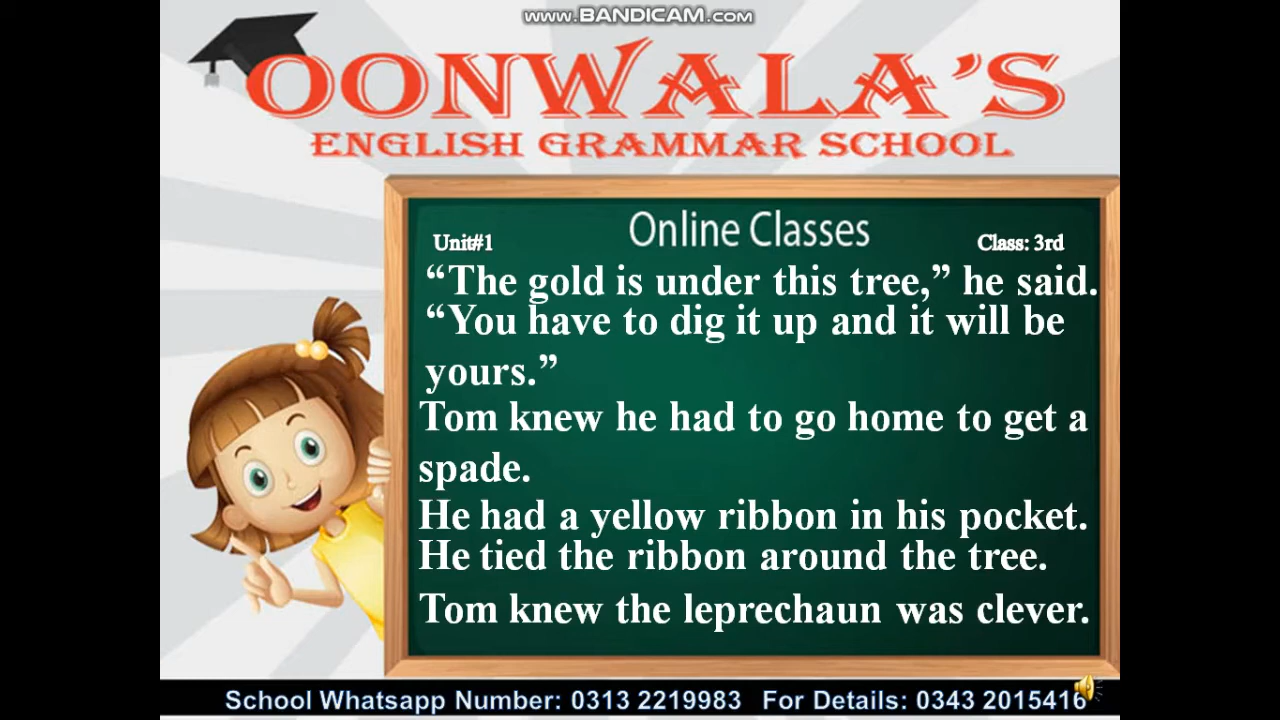 WWW.BANDICAM.COM
OONWALA'S
ENGLISH GRAMMAR SCHOOL
Online Classes
Unit#1 Class: 3rd
“The gold is under this tree,” he said.
“You have to dig it up and it will be
yours.”
Tom knew he had to go home to get a
spade.
He had a yellow ribbon in his pocket.
He tied the ribbon around the tree.
Tom knew the leprechaun was clever.
School Whatsapp Number: 0313 2219983 For Details: 0343 2015416